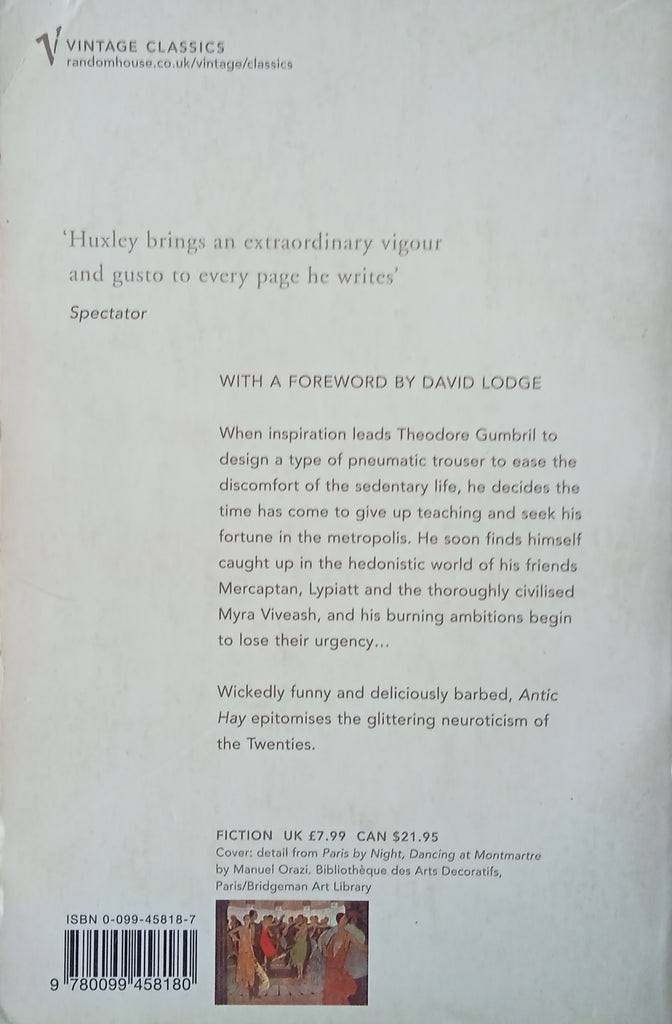 VINTAGE CLASSICS
randomhouse.co.uk/vintage/classics
‘Huxley brings an extraordinary vigour
and gusto to every page he writes’
Spectator
WITH A FOREWORD BY DAVID LODGE
When inspiration leads Theodore Gumbril to
design a type of pneumatic trouser to ease the
discomfort of the sedentary life, he decides the
time has come to give up teaching and seek his
fortune in the metropolis. He soon finds himself
caught up in the hedonistic world of his friends
Mercaptan, Lypiatt and the thoroughly civilised
Myra Viveash, and his burning ambitions begin
to lose their urgency...
Wickedly funny and deliciously barbed, Antic
Hay epitomises the glittering neuroticism of
the Twenties.
FICTION UK £7.99 CAN $21.95
Cover: detail from Paris by Night, Dancing at Montmartre
by Manuel Orazi, Bibliothèque des Arts Decoratifs,
Paris/Bridgeman Art Library
ISBN 0-099-45818-7
9 780099 458180